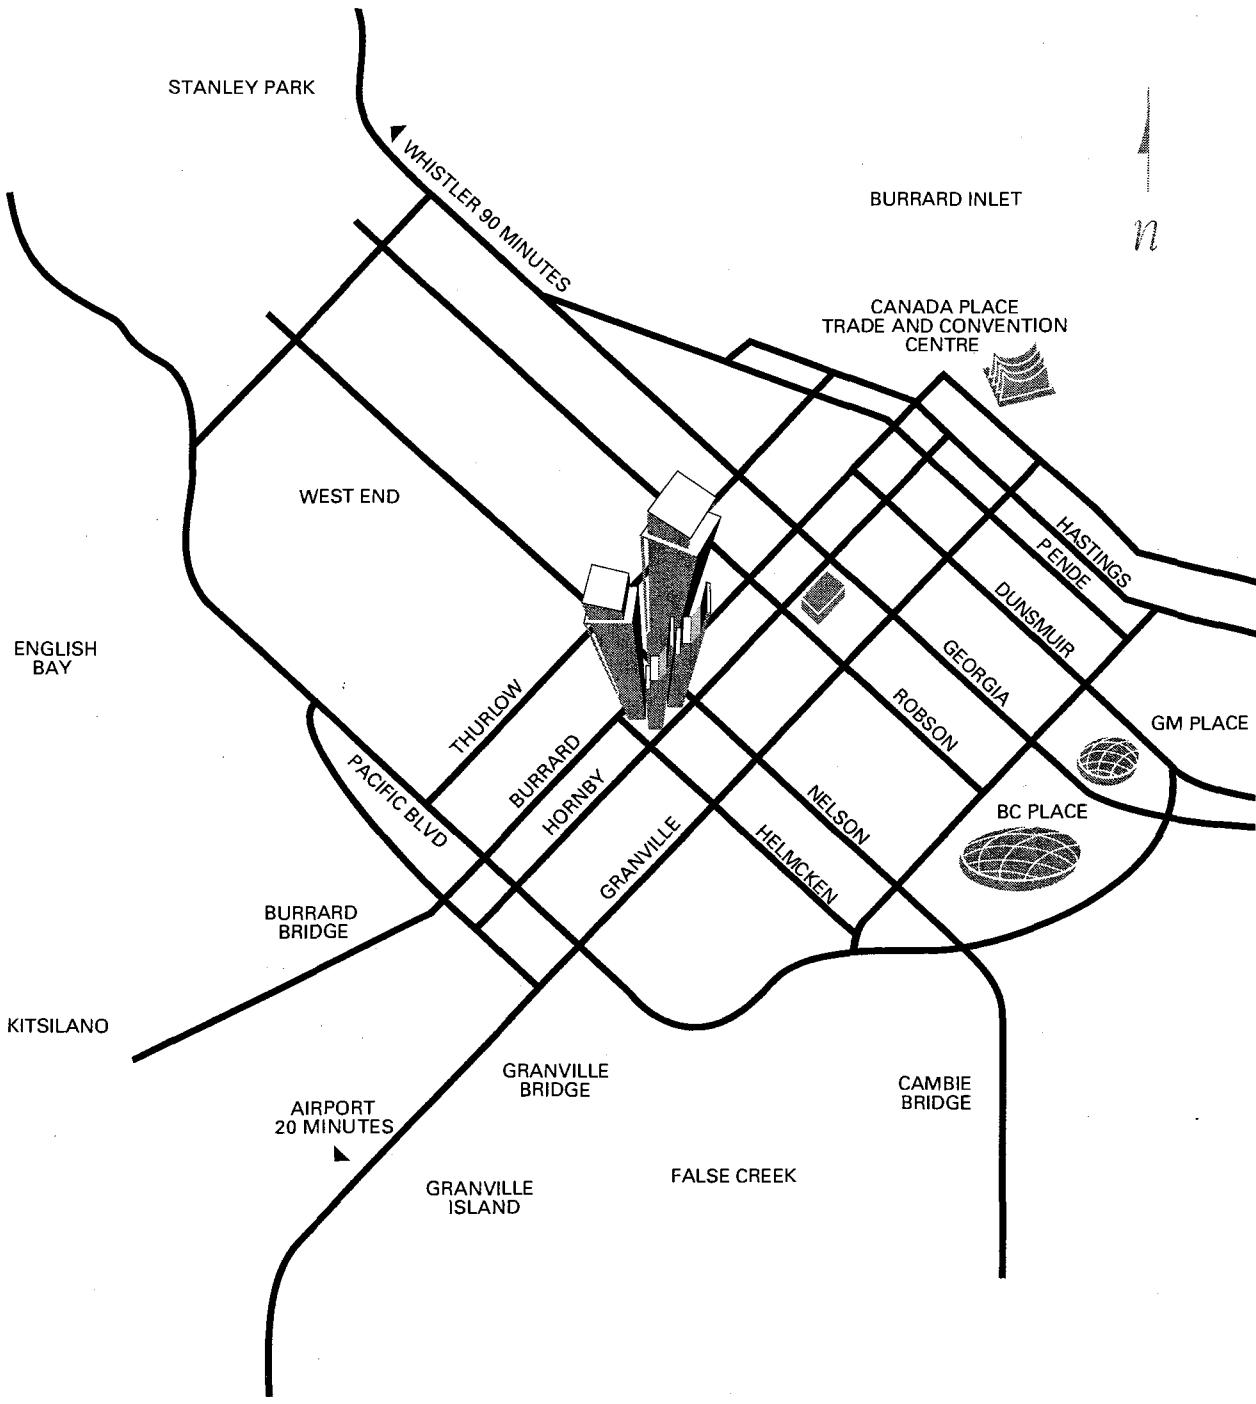 STANLEY PARK
WHISTLER 90 MINUTES
BURRARD INLET
n
CANADA PLACE
TRADE AND CONVENTION
CENTRE
WEST END
HASTINGS
PENDE
DUNSMUIR
GEORGIA
ROBSON
ENGLISH
BAY
THURLOW
BURRARD
HORNBY
PACIFIC BLVD
GRANVILLE
NELSON
HELMCKEN
GM PLACE
BC PLACE
BURRARD
BRIDGE
KITSILANO
GRANVILLE
BRIDGE
CAMBIE
BRIDGE
AIRPORT
20 MINUTES
GRANVILLE
ISLAND
FALSE CREEK